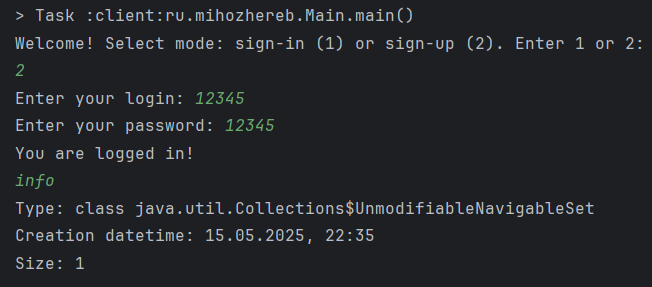 > Task :client:ru.mihozhereb.Main.main()
Welcome! Select mode: sign-in (1) or sign-up (2). Enter 1 or 2:
2
Enter your login: 12345
Enter your password: 12345
You are logged in!
info
Type: class java.util.Collections$UnmodifiableNavigableSet
Creation datetime: 15.05.2025, 22:35
Size: 1